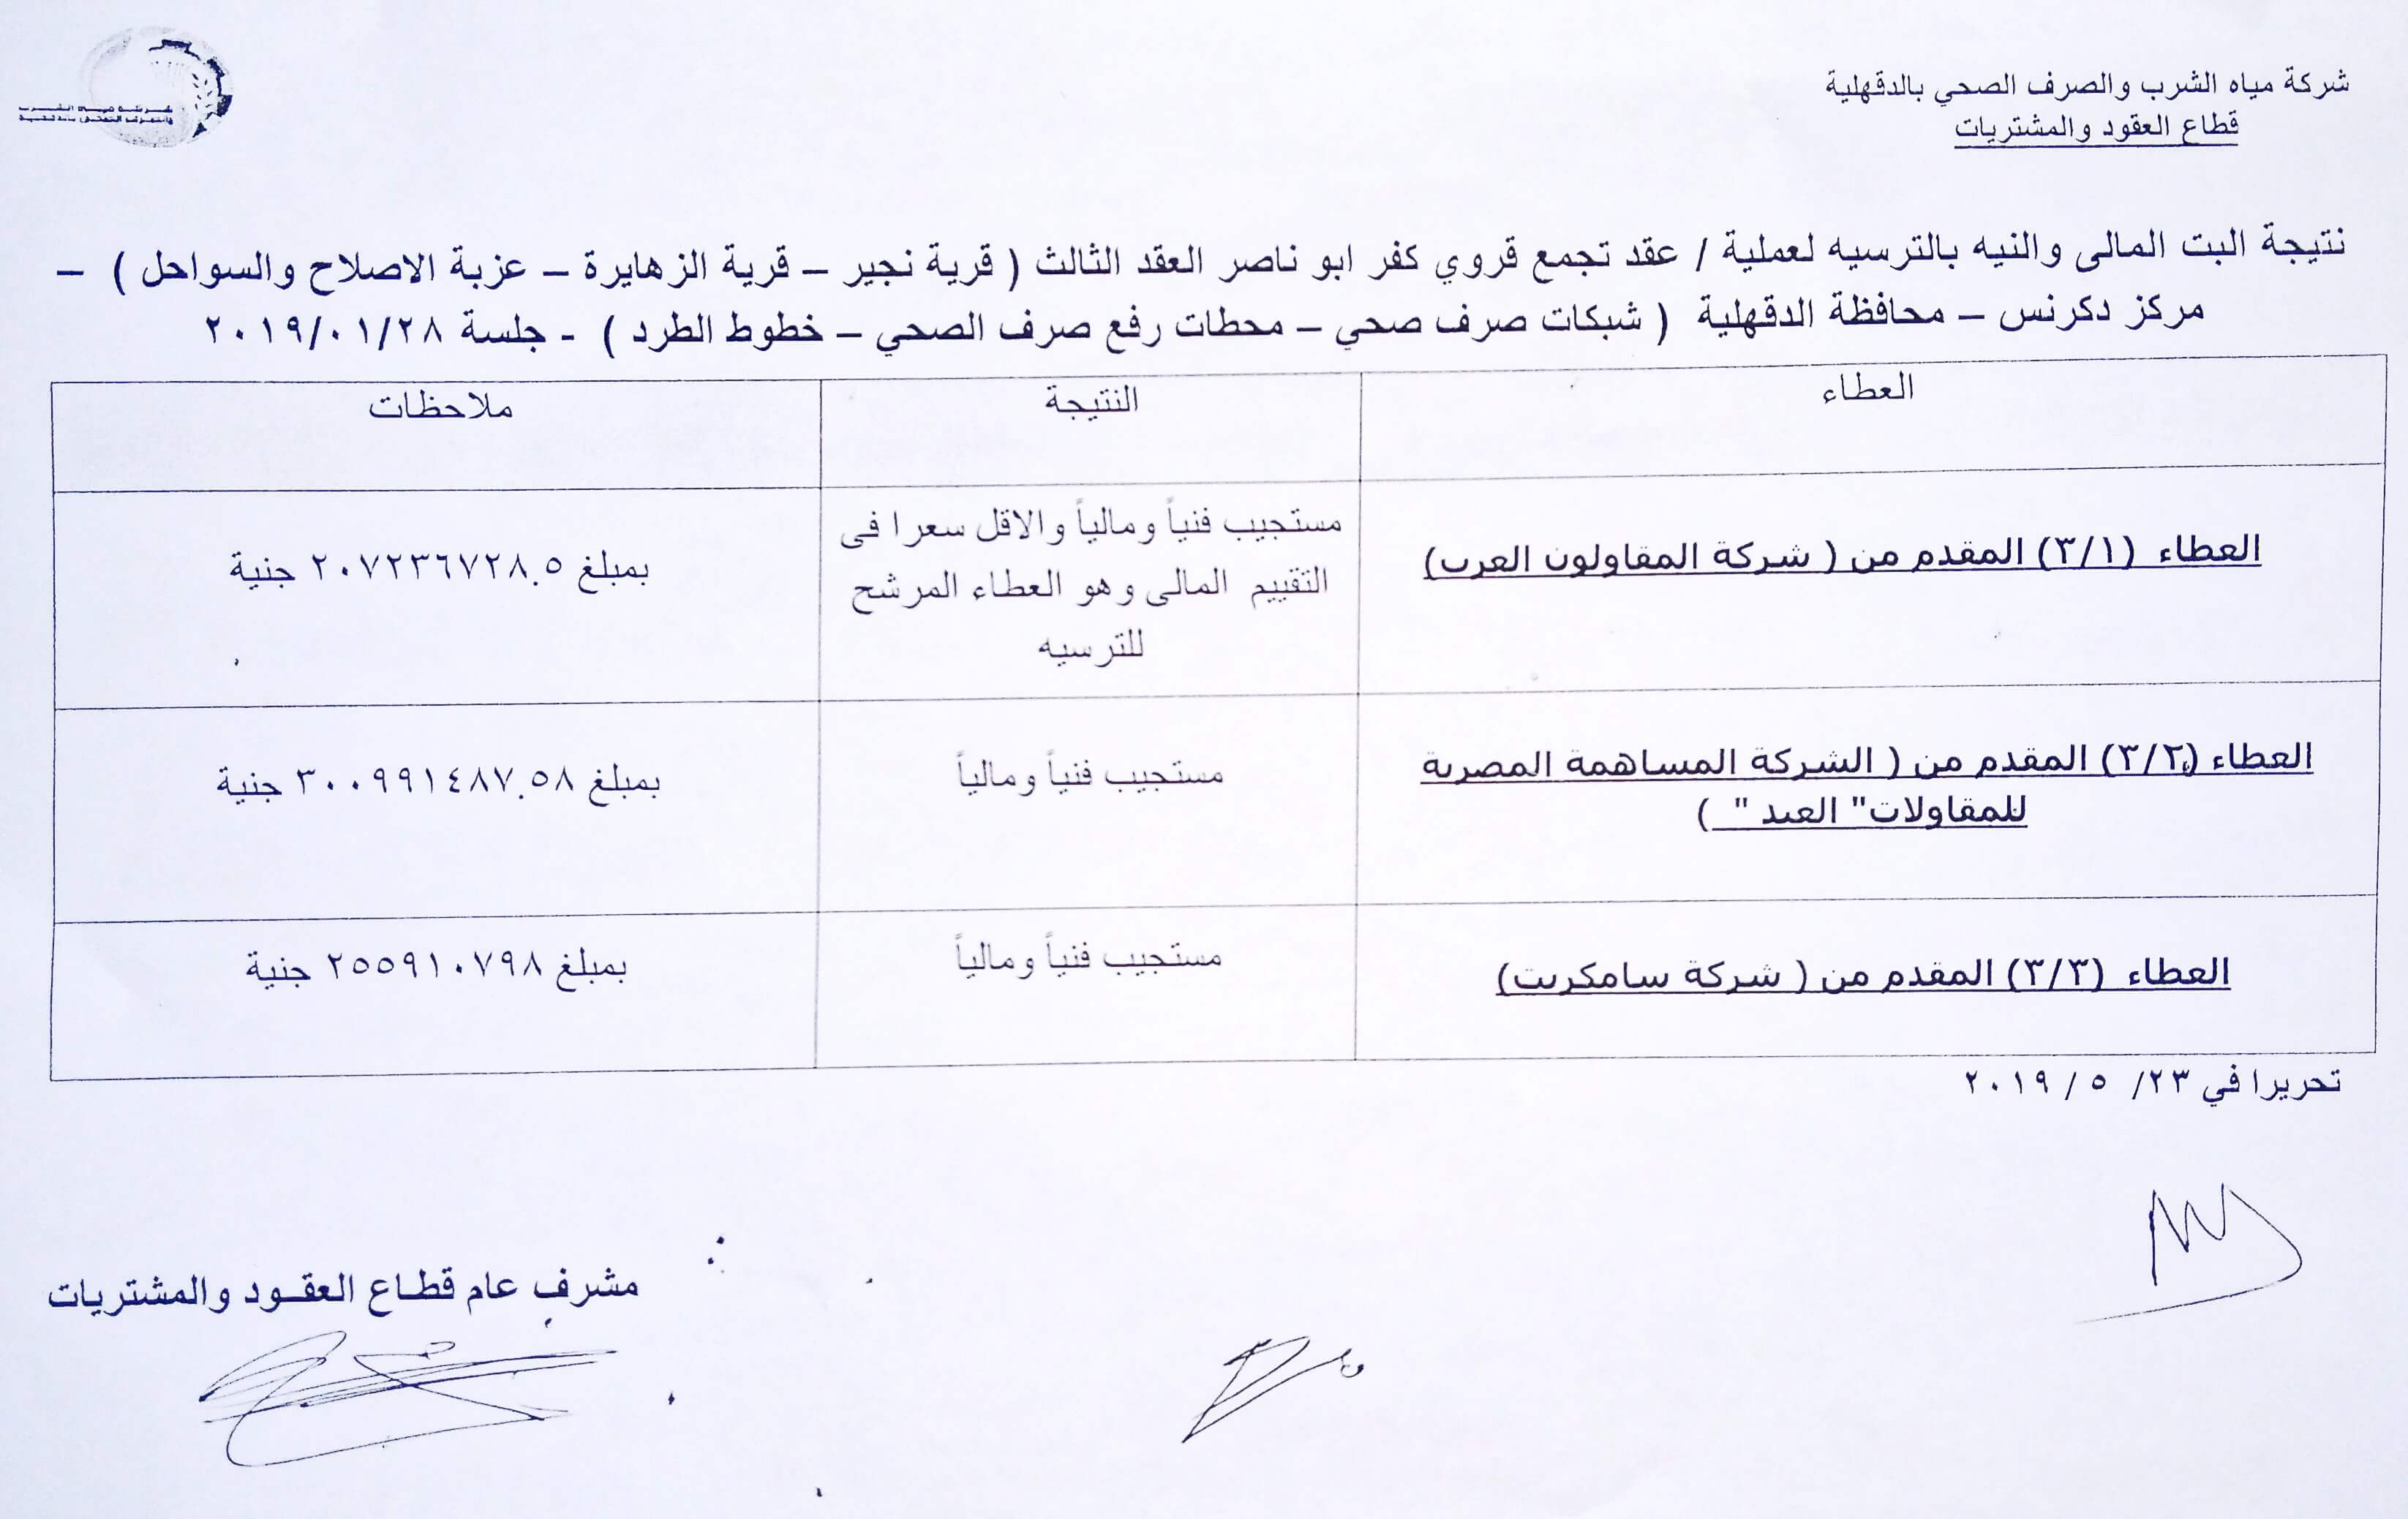 شركة مياه الشرب والصرف الصحي بالدقهلية
قطاع العقود والمشتريات
نتيجة البت المالى والنيه بالترسيه لعملية / عقد تجمع قروي كفر ابو ناصر العقد الثالث ( قرية نجير – قرية الزهايرة – عزبة الاصلاح والسواحل ) –
مركز دكرنس – محافظة الدقهلية ( شبكات صرف صحي – محطات رفع صرف الصحي – خطوط الطرد ) - جلسة ٢٠١٩/٠١/٢٨
العطاء
النتيجة
ملاحظات
العطاء (٣/١) المقدم من ( شركة المقاولون العرب)
مستجيب فنياً ومالياً والاقل سعرا فى
التقييم المالى وهو العطاء المرشح
للترسيه
بمبلغ ٢٠٧٢٣٦٧٢٨.٥ جنية
العطاء (٣/٢) المقدم من ( الشركة المساهمة المصرية
للمقاولات" العبد " )
مستجيب فنياً ومالياً
بمبلغ ٣٠٠٩٩١٤٨٧.٥٨ جنية
العطاء (٣/٣) المقدم من ( شركة سامكريت)
مستجيب فنياً ومالياً
بمبلغ ٢٥٥٩١٠٧٩٨ جنية
تحريرا في ٢٣/ ٥ / ٢٠١٩
مشرف عام قطاع العقـود والمشتريات